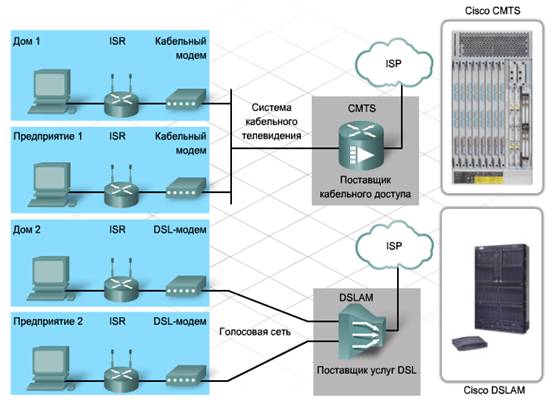 Cisco CMTS
Дом 1
ISR
Кабельный
модем
ISP
CMTS
Система
кабельного
телевидения
Предприятие 1
ISR
Кабельный
модем
Поставщик
кабельного доступа
Дом 2
ISR
DSL-модем
ISP
DSLAM
Голосовая сеть
Предприятие 2
ISR
DSL-модем
Поставщик услуг DSL
Cisco DSLAM